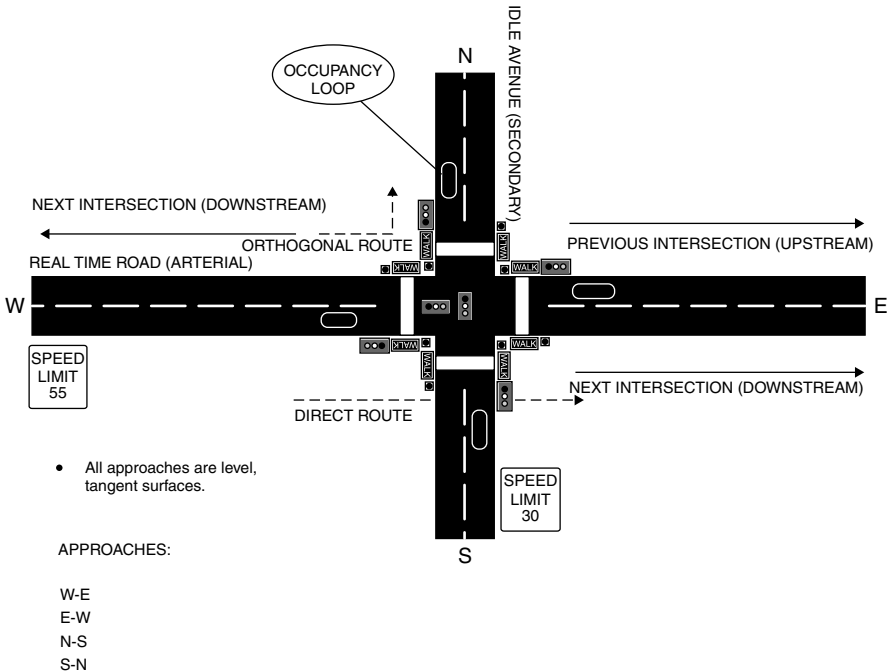 IDLE AVENUE (SECONDARY)
N
OCCUPANCY
LOOP
NEXT INTERSECTION (DOWNSTREAM)
ORTHOGONAL ROUTE
WALK
WALK
PREVIOUS INTERSECTION (UPSTREAM)
REAL TIME ROAD (ARTERIAL)
WALK
WALK
W
E
SPEED
LIMIT
55
WALK
WALK
WALK
WALK
NEXT INTERSECTION (DOWNSTREAM)
DIRECT ROUTE
• All approaches are level,
tangent surfaces.
SPEED
LIMIT
30
APPROACHES:
S
W-E
E-W
N-S
S-N